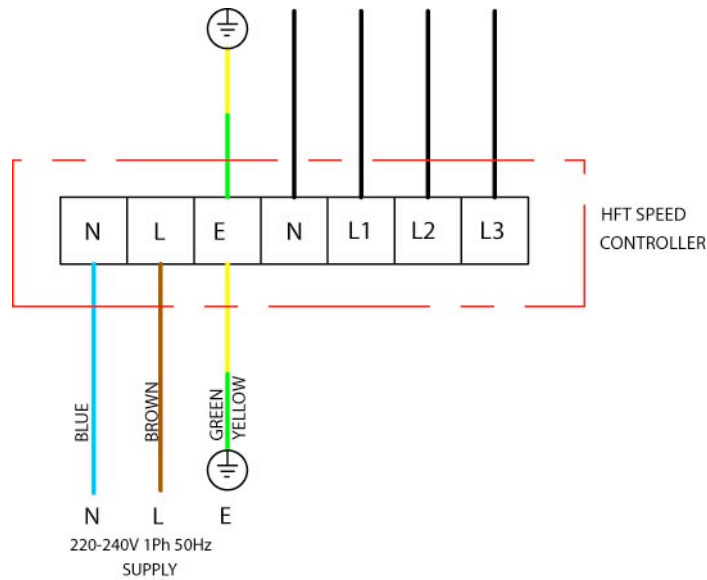 N L E N L1 L2 L3
HFT SPEED
CONTROLLER
BLUE
BROWN
GREEN
YELLOW
N L E
220-240V 1Ph 50Hz
SUPPLY